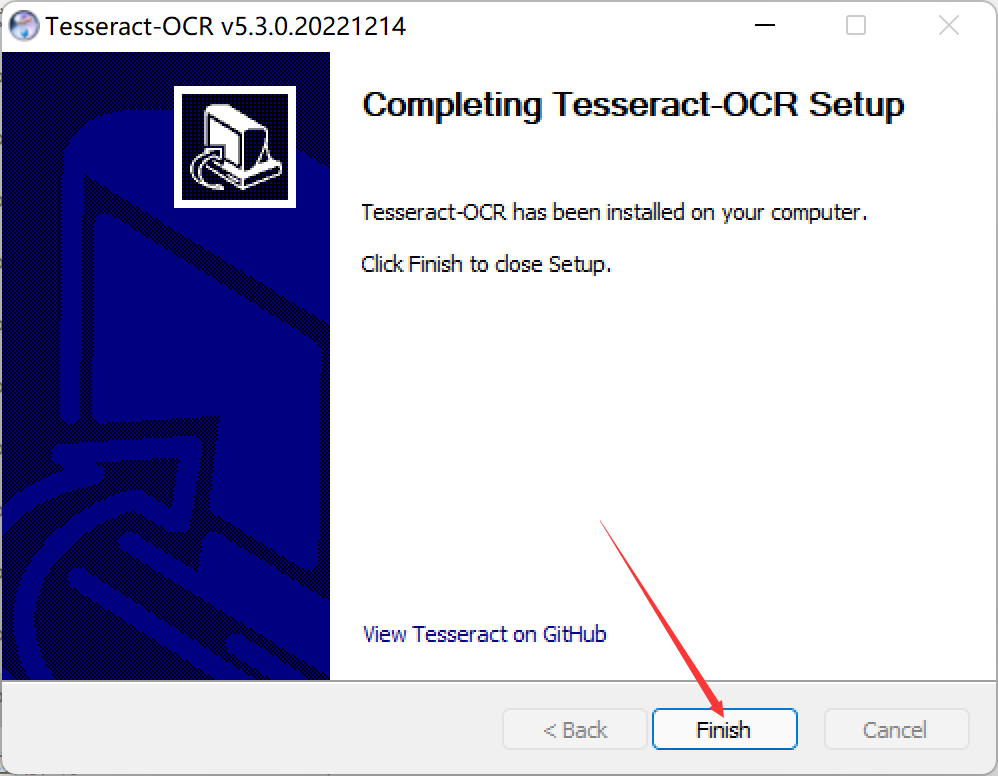 Tesseract-OCR v5.3.0.20221214
Completing Tesseract-OCR Setup
Tesseract-OCR has been installed on your computer.
Click Finish to close Setup.
View Tesseract on GitHub
< Back Finish Cancel